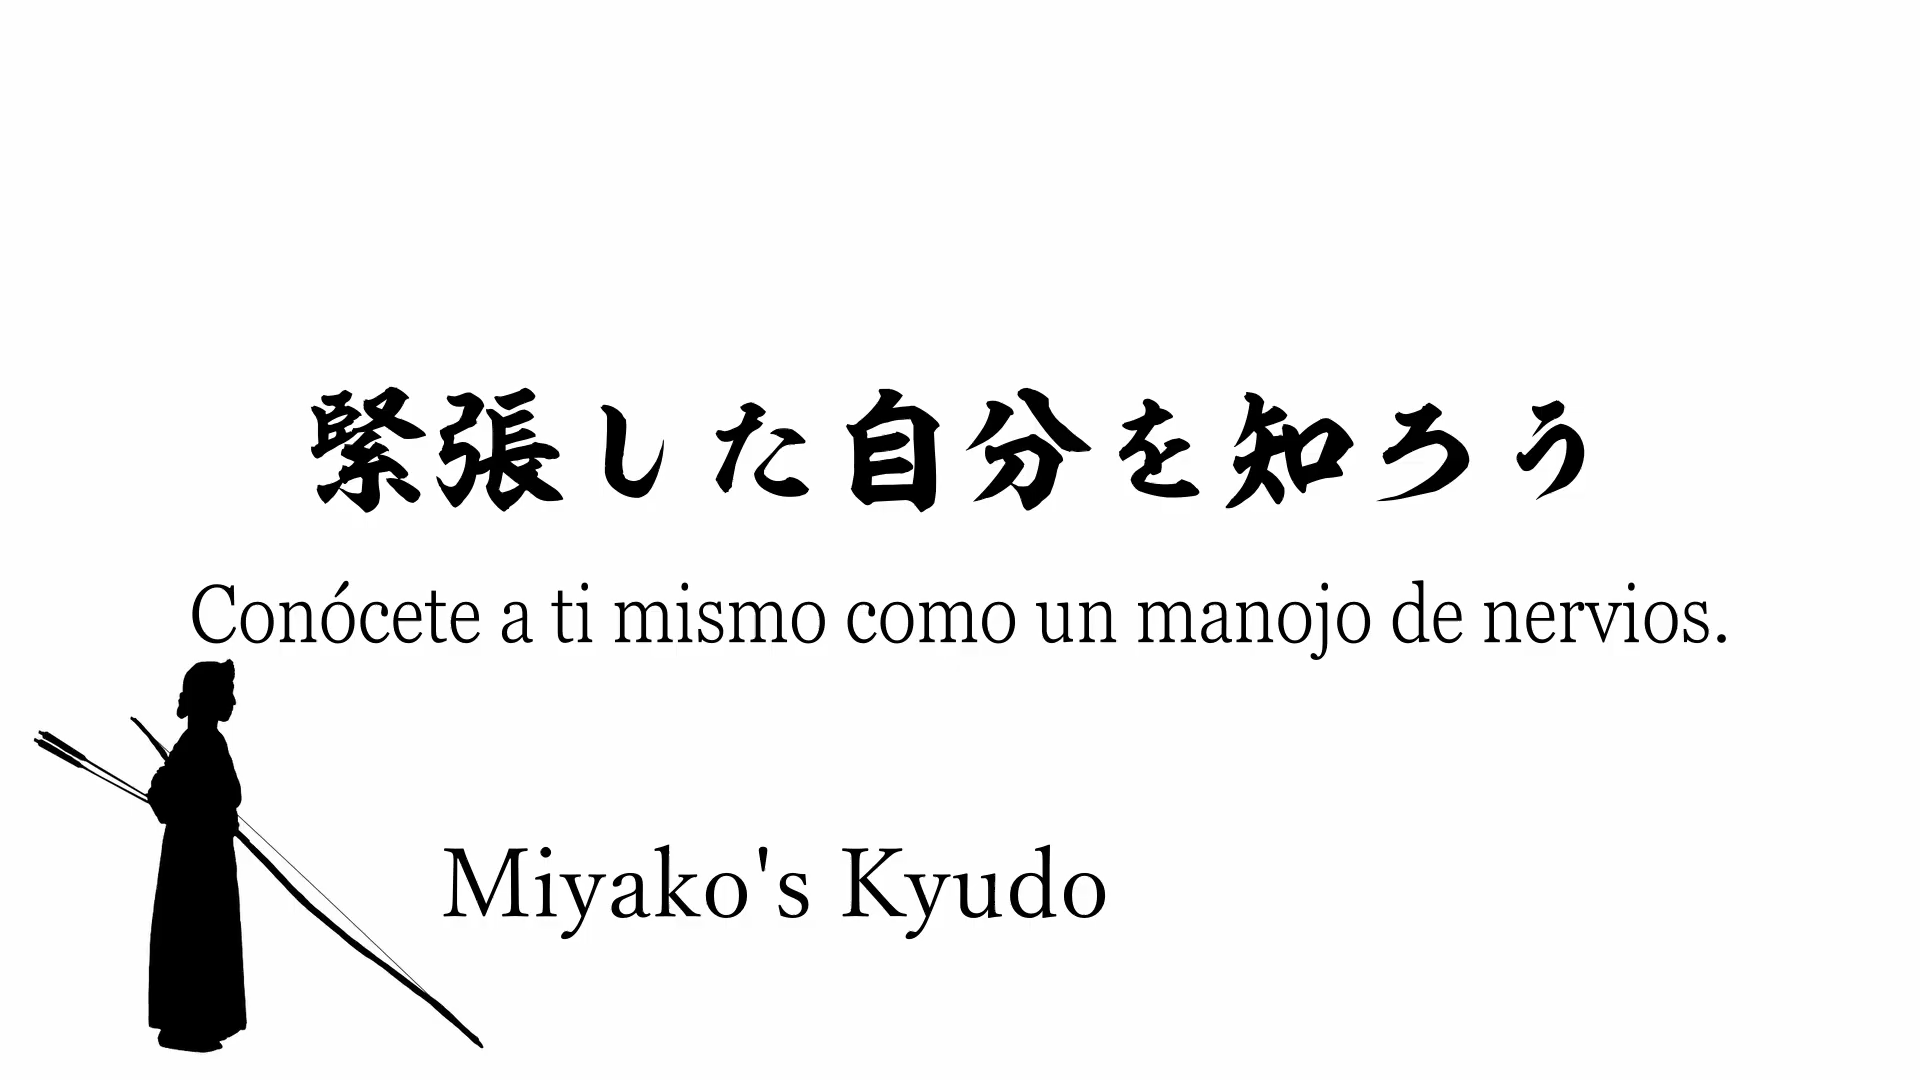 緊張した自分を知ろう
Conócete a ti mismo como un manojo de nervios.
Miyako's Kyudo